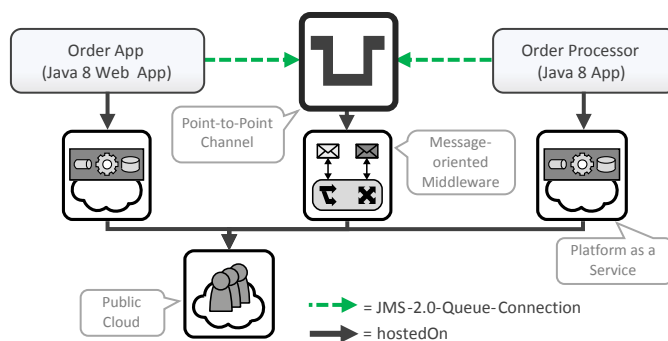 Order App
(Java 8 Web App)
Order Processor
(Java 8 App)
Point-to-Point
Channel
Message-
oriented
Middleware
Platform as a
Service
Public
Cloud
= JMS-2.0-Queue-Connection
= hostedOn